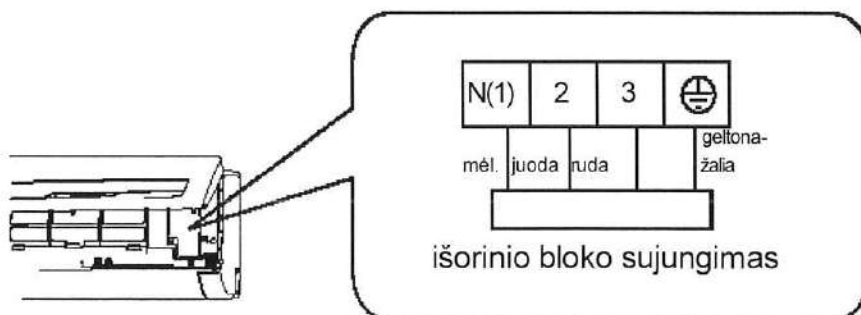 N(1) 2 3
geltona-
mėl. juoda ruda žalia
išorinio bloko sujungimas